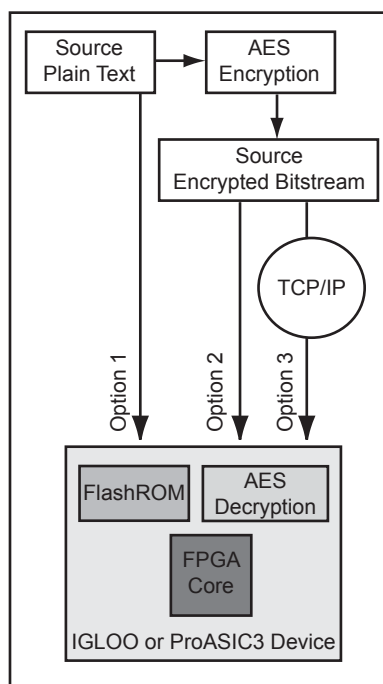 Source
Plain Text
AES
Encryption
Source
Encrypted Bitstream
TCP/IP
Option 1
Option 2
Option 3
FlashROM
AES
Decryption
FPGA
Core
IGLOO or ProASIC3 Device